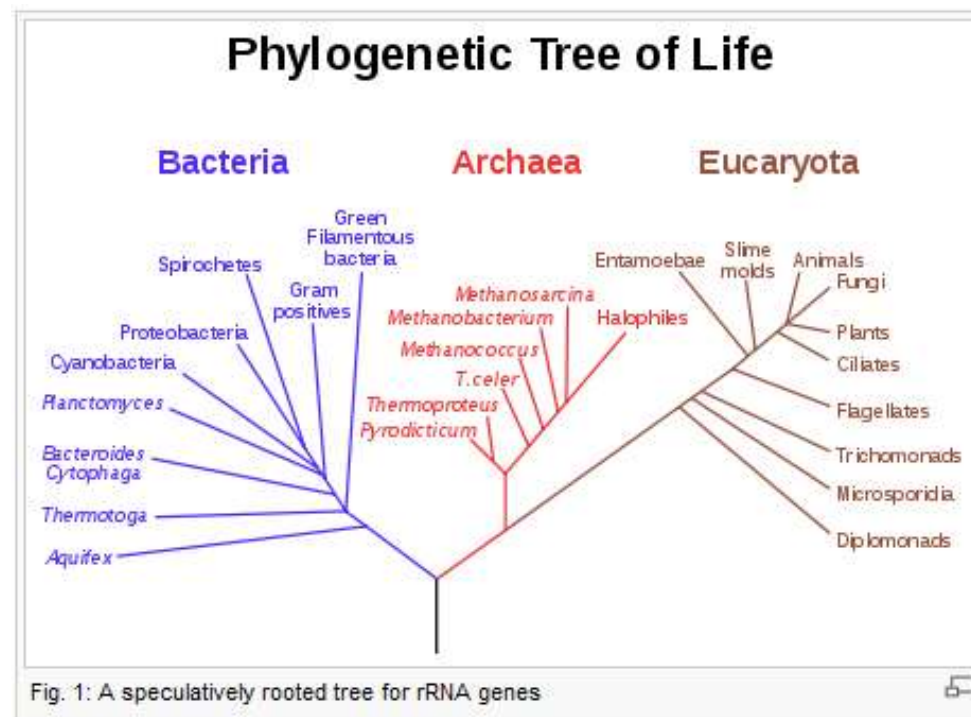 Phylogenetic Tree of Life
Bacteria
Archaea
Eucaryota
Green
Filamentous
bacteria
Spirochetes
Gram
positives
Proteobacteria
Cyanobacteria
Planctomyces
Bacteroides
Cytophaga
Thermotoga
Aquifex
Methanosarcina
Methanobacterium
Halophiles
Methanococcus
T.celer
Thermoproteus
Pyrodicticum
Entamoebae
Slime
molds
Animals
Fungi
Plants
Ciliates
Flagellates
Trichomonads
Microsporidia
Diplomonads
Fig. 1: A speculatively rooted tree for rRNA genes